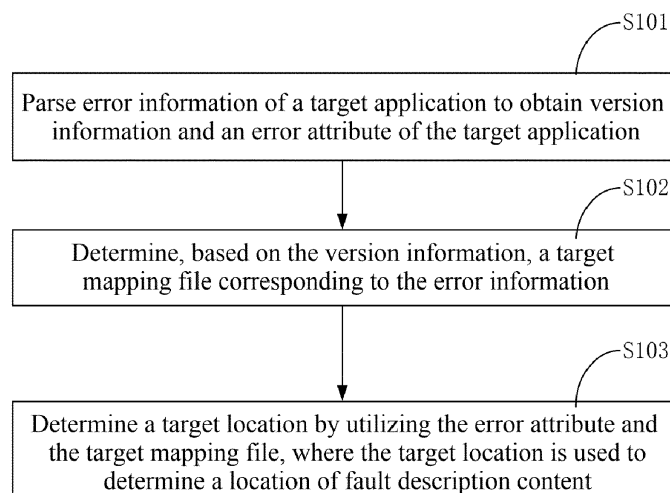 S101
Parse error information of a target application to obtain version
information and an error attribute of the target application
S102
Determine, based on the version information, a target
mapping file corresponding to the error information
S103
Determine a target location by utilizing the error attribute and
the target mapping file, where the target location is used to
determine a location of fault description content